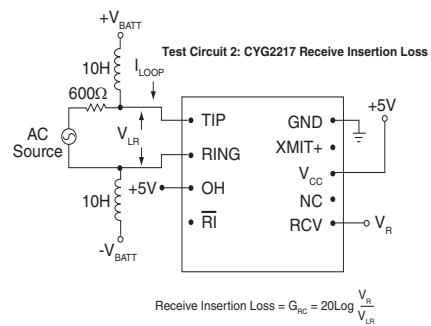 +V_BATT
Test Circuit 2: CYG2217 Receive Insertion Loss
10H
I_LOOP
600Ω
+5V
TIP
GND
AC
Source
V_LR
XMIT+
RING
V_CC
10H
+5V
OH
NC
RI
RCV
V_R
-V_BATT
Receive Insertion Loss = G_RC = 20Log V_R/V_LR